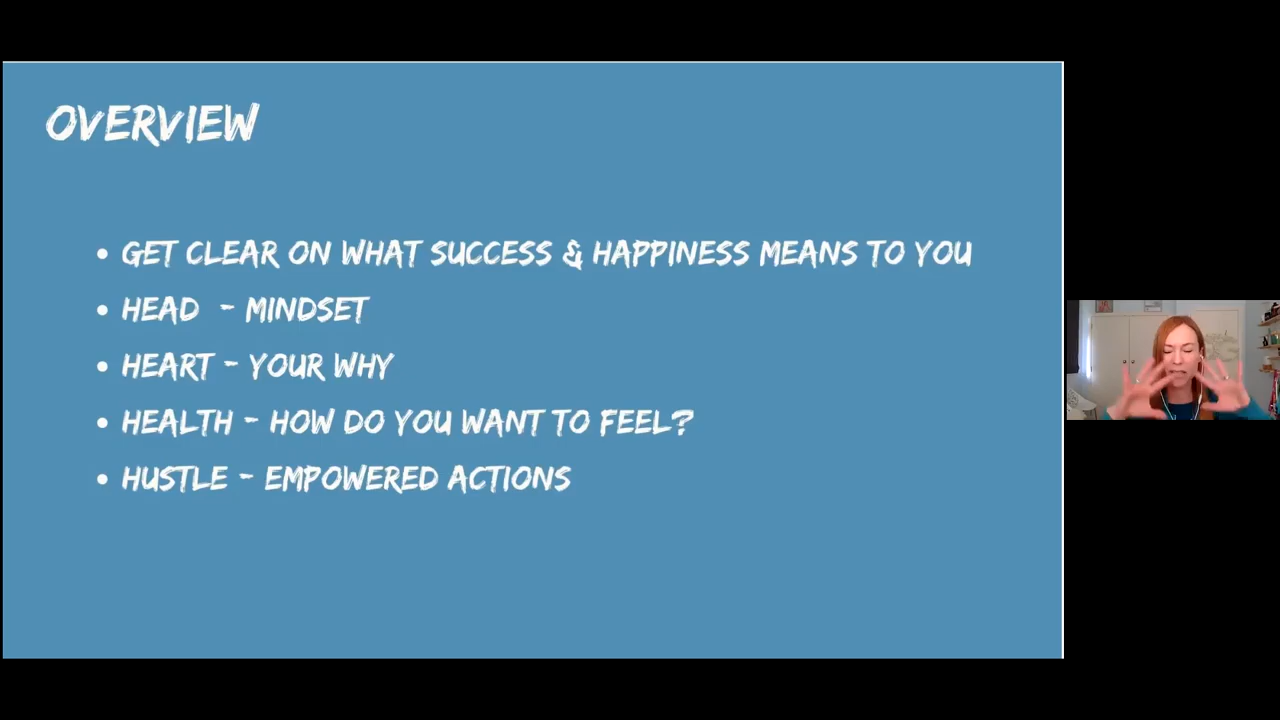 OVERVIEW
• GET CLEAR ON WHAT SUCCESS & HAPPINESS MEANS TO YOU
• HEAD - MINDSET
• HEART - YOUR WHY
• HEALTH - HOW DO YOU WANT TO FEEL?
• HUSTLE - EMPOWERED ACTIONS